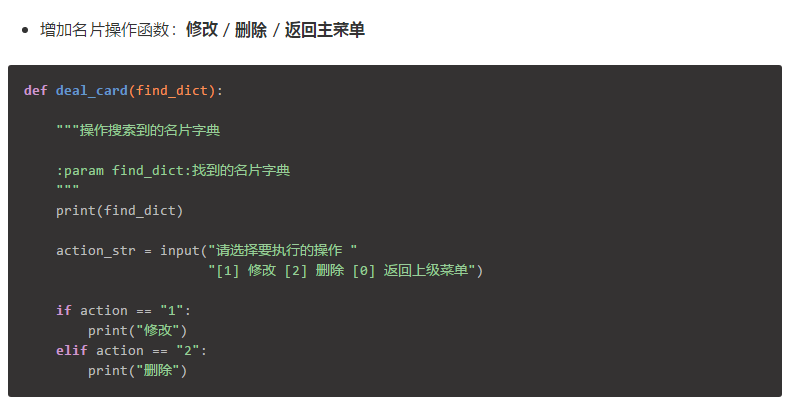 • 增加名片操作函数：修改 / 删除 / 返回主菜单
def deal_card(find_dict):
    """操作搜索到的名片字典
    :param find_dict:找到的名片字典
    """
    print(find_dict)
    action_str = input("请选择要执行的操作 "
                       "[1] 修改 [2] 删除 [0] 返回上级菜单")
    if action == "1":
        print("修改")
    elif action == "2":
        print("删除")